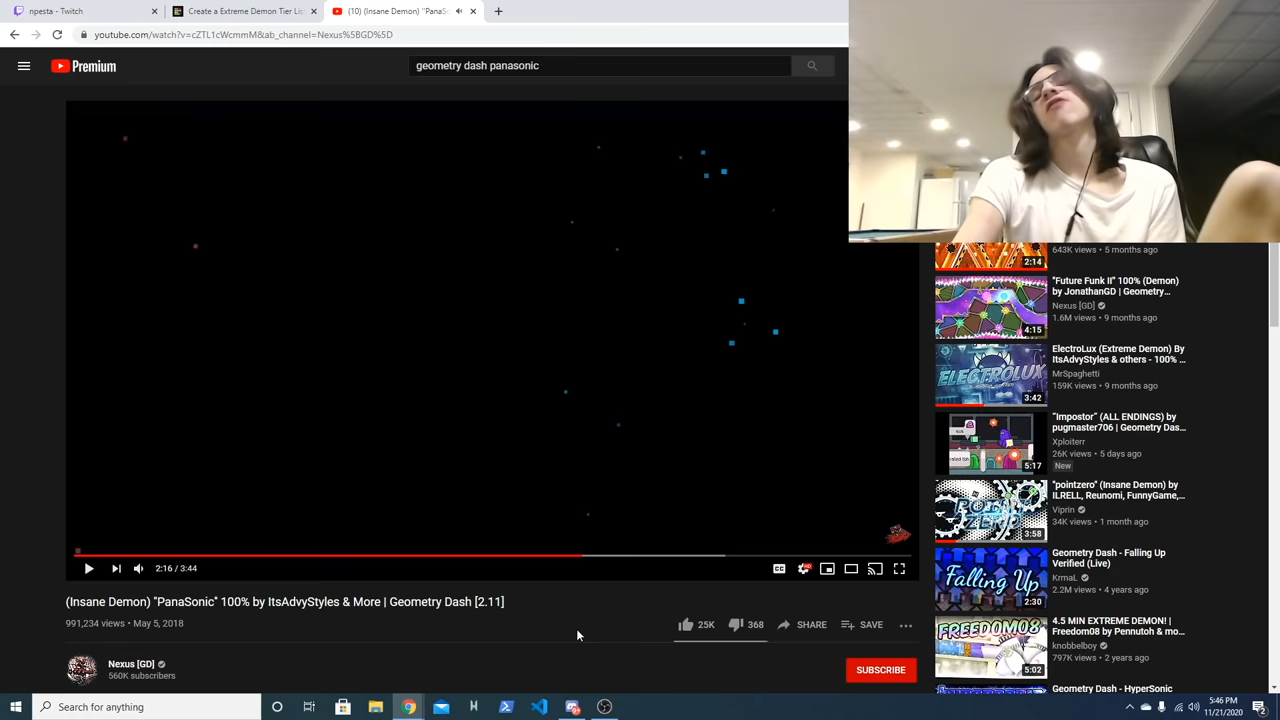 npesta - Twitch
Create a Extreme Demon Tier List
(10) (Insane Demon) "PanaS
youtube.com/watch?v=cZTL1cWcmmM&ab_channel=Nexus%5BGD%5D
Premium
geometry dash panasonic
2:16 / 3:44
CC
HD
(Insane Demon) "PanaSonic" 100% by ItsAdvyStyles & More | Geometry Dash [2.11]
991,234 views • May 5, 2018
25K
368
SHARE
SAVE
Nexus [GD]
560K subscribers
SUBSCRIBE
643K views • 5 months ago
2:14
"Future Funk II" 100% (Demon)
by JonathanGD | Geometry...
Nexus [GD]
1.6M views • 9 months ago
4:15
ElectroLux (Extreme Demon) By
ItsAdvyStyles & others - 100% ...
MrSpaghetti
159K views • 9 months ago
ELECTROLUX
3:42
"Impostor" (ALL ENDINGS) by
pugmaster706 | Geometry Das...
Xploiterr
26K views • 5 days ago
New
5:17
"pointzero" (Insane Demon) by
ILRELL, Reunomi, FunnyGame,...
Viprin
34K views • 1 month ago
POINT
ZERO
3:58
Geometry Dash - Falling Up
Verified (Live)
KrmaL
2.2M views • 4 years ago
Falling Up
2:30
4.5 MIN EXTREME DEMON! |
Freedom08 by Pennutoh & mo...
knobbelboy
797K views • 2 years ago
FREEDOM08
5:02
Geometry Dash - HyperSonic
Search for anything
5:46 PM
11/21/2020
2